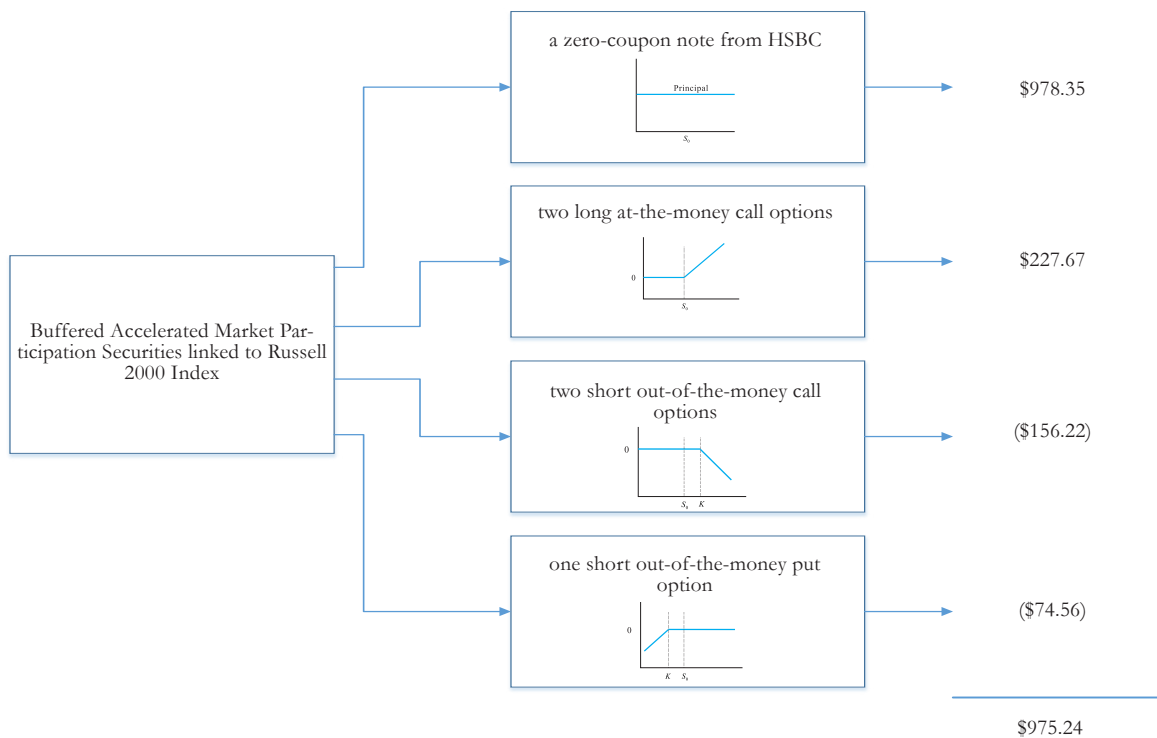 a zero-coupon note from HSBC
Principal
S₀
$978.35
two long at-the-money call options
0
S₀
$227.67
Buffered Accelerated Market Par-
ticipation Securities linked to Russell
2000 Index
two short out-of-the-money call
options
0
S₀ K
($156.22)
one short out-of-the-money put
option
0
K S₀
($74.56)
$975.24